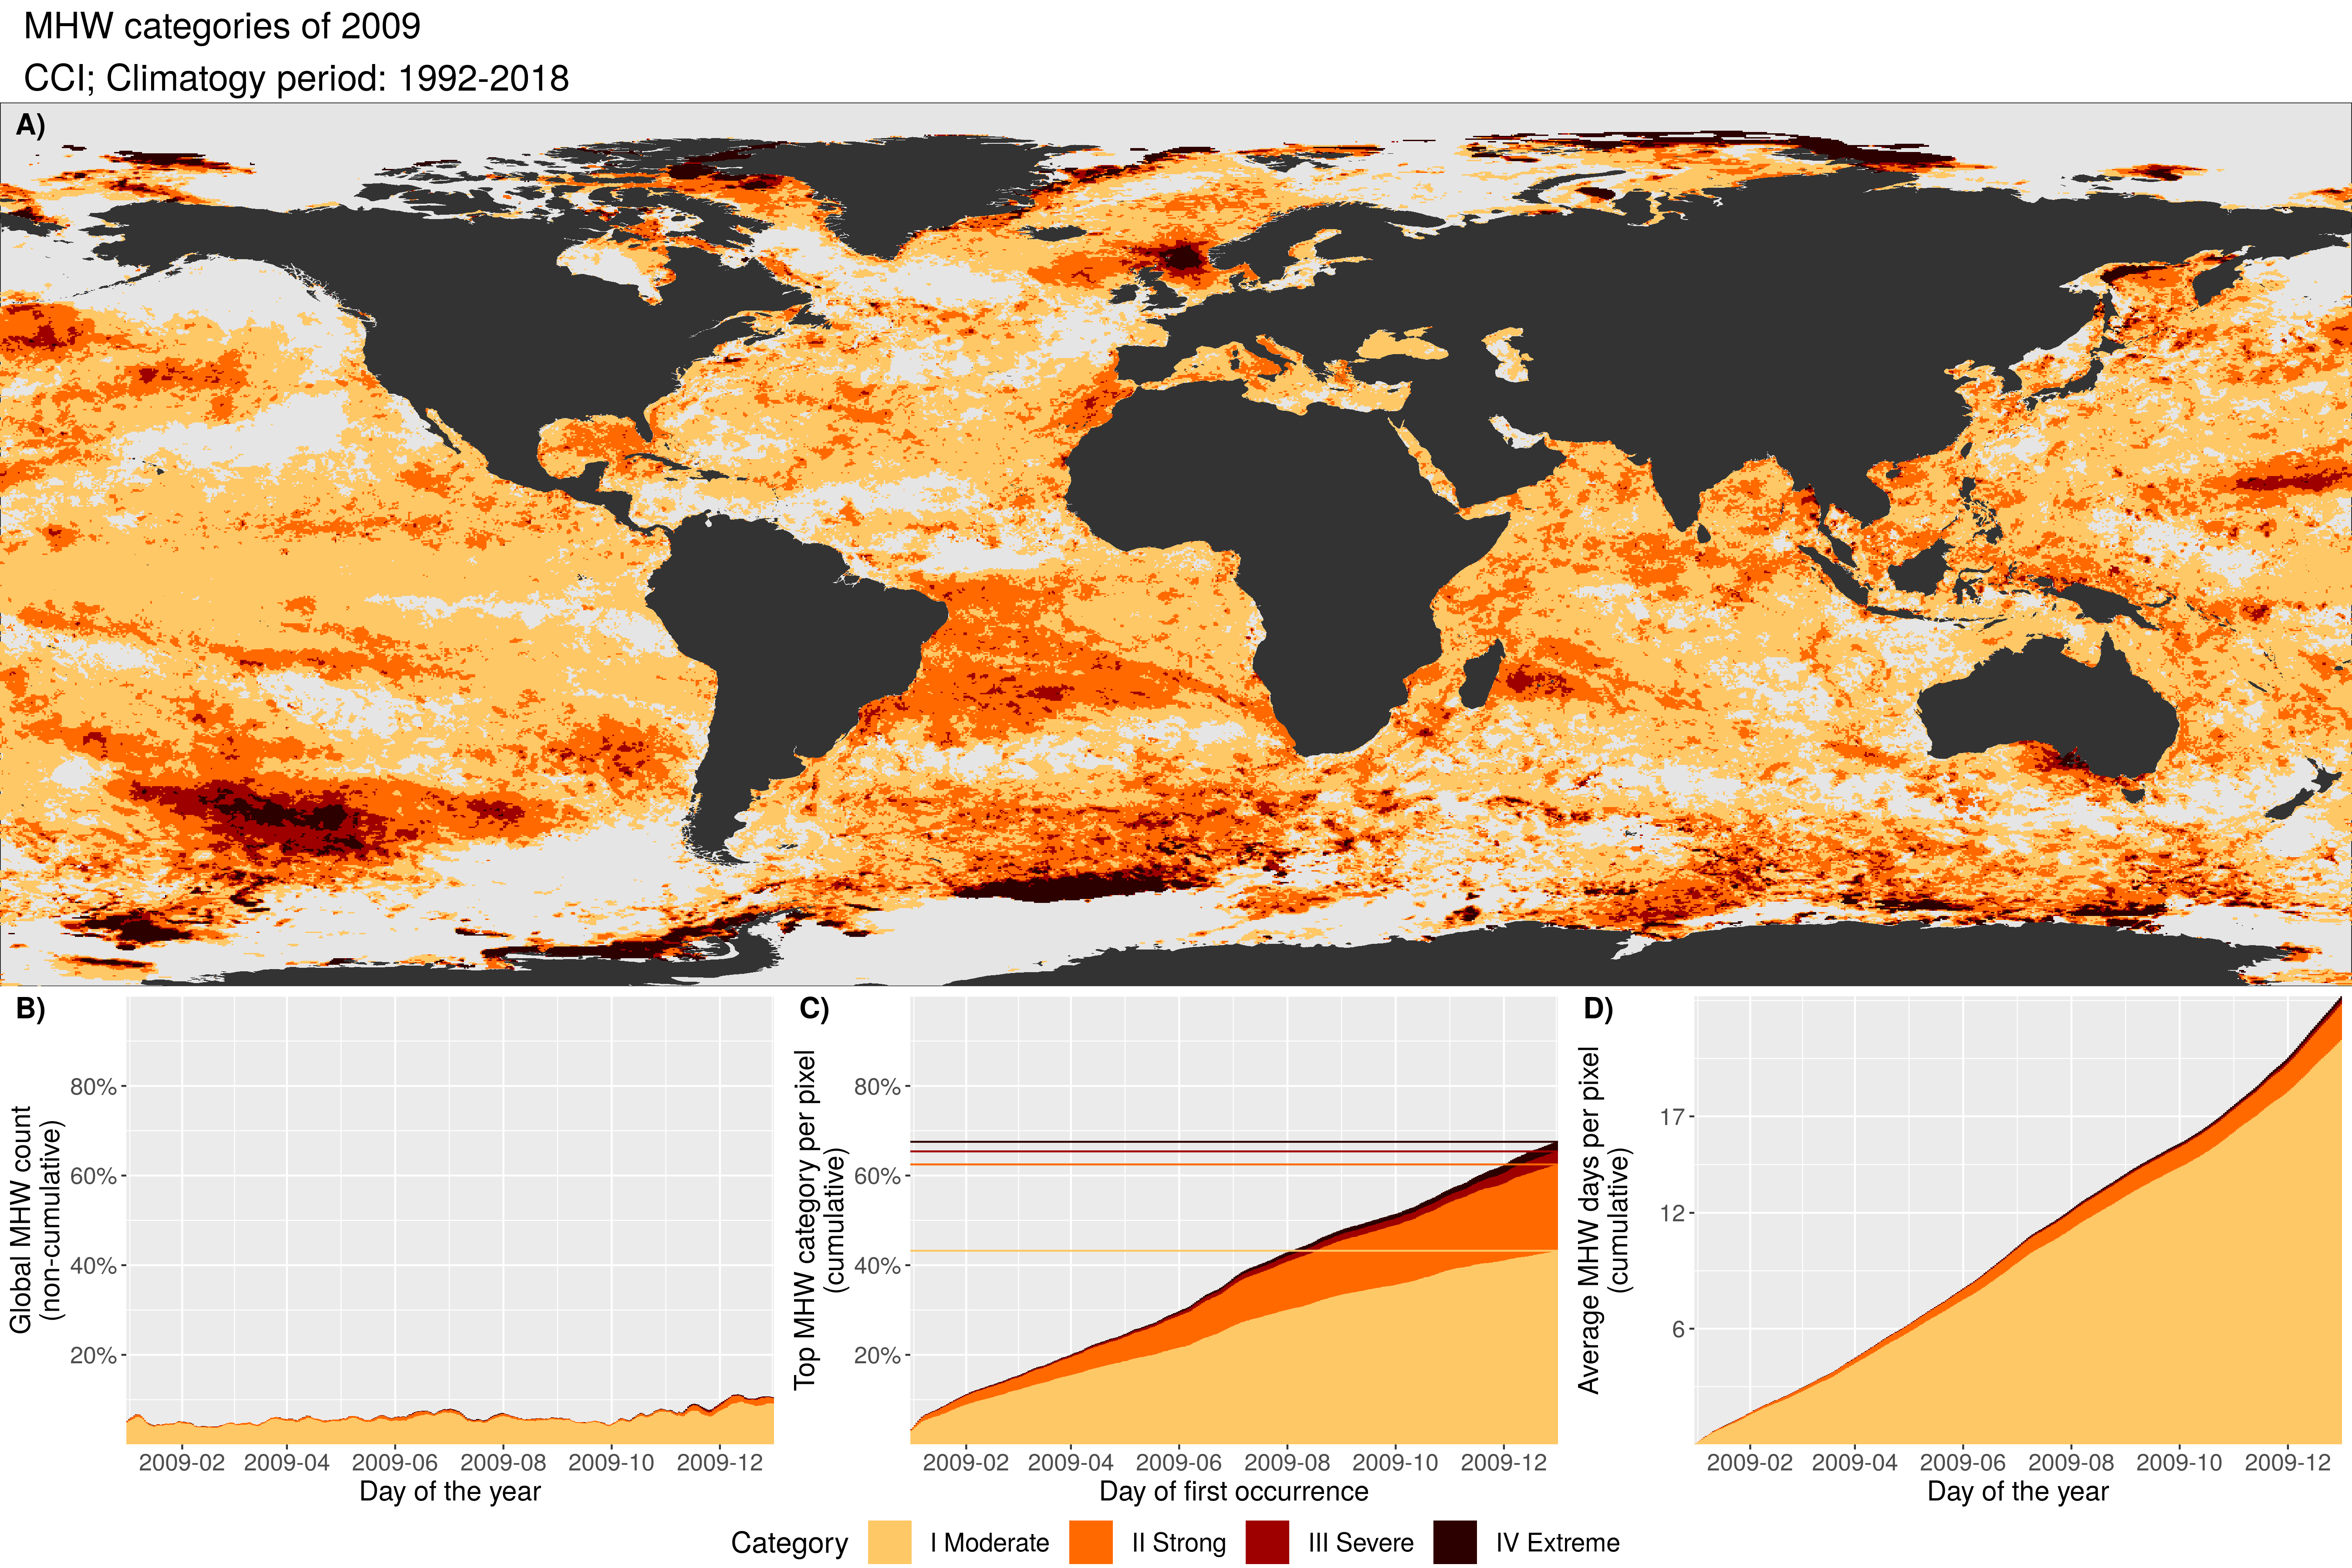 MHW categories of 2009
CCI; Climatogy period: 1992-2018
A)
B)
Global MHW count
(non-cumulative)
80%
60%
40%
20%
2009-02 2009-04 2009-06 2009-08 2009-10 2009-12
Day of the year
C)
Top MHW category per pixel
(cumulative)
80%
60%
40%
20%
2009-02 2009-04 2009-06 2009-08 2009-10 2009-12
Day of first occurrence
D)
Average MHW days per pixel
(cumulative)
17
12
6
2009-02 2009-04 2009-06 2009-08 2009-10 2009-12
Day of the year
Category I Moderate II Strong III Severe IV Extreme